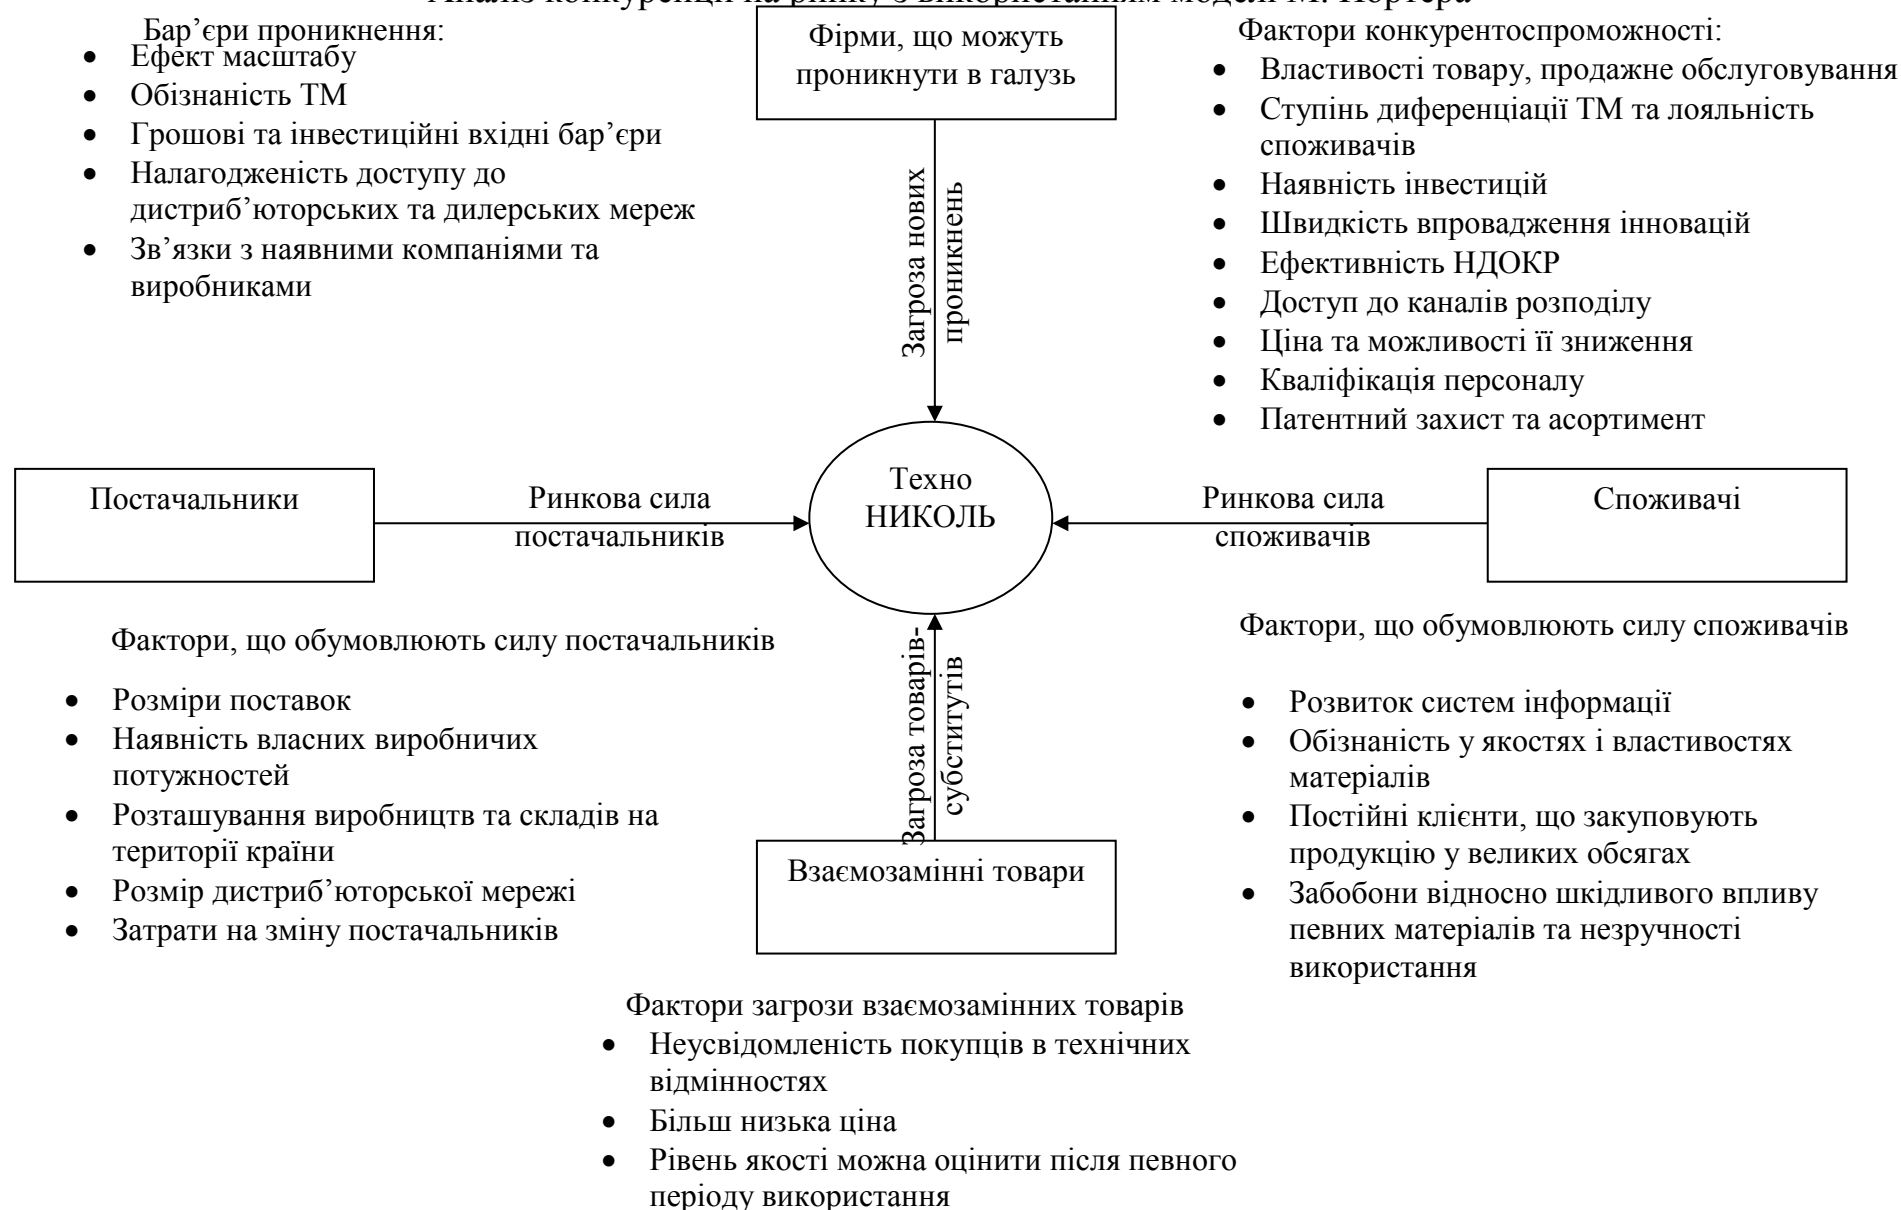 Аналіз конкуренції на ринку з використанням моделі М. Портера
Бар’єри проникнення:
Ефект масштабу
Обізнаність ТМ
Грошові та інвестиційні вхідні бар’єри
Налагодженість доступу до
дистриб’юторських та дилерських мереж
Зв’язки з наявними компаніями та
виробниками
Фірми, що можуть
проникнути в галузь
Фактори конкурентоспроможності:
Властивості товару, продажне обслуговування
Ступінь диференціації ТМ та лояльність
споживачів
Наявність інвестицій
Швидкість впровадження інновацій
Ефективність НДОКР
Доступ до каналів розподілу
Ціна та можливості її зниження
Кваліфікація персоналу
Патентний захист та асортимент
Загроза нових
проникнень
Постачальники
Ринкова сила
постачальників
Техно
НИКОЛЬ
Ринкова сила
споживачів
Споживачі
Фактори, що обумовлюють силу постачальників
Розміри поставок
Наявність власних виробничих
потужностей
Розташування виробництв та складів на
території країни
Розмір дистриб’юторської мережі
Затрати на зміну постачальників
Загроза товарів-
субститутів
Взаємозамінні товари
Фактори, що обумовлюють силу споживачів
Розвиток систем інформації
Обізнаність у якостях і властивостях
матеріалів
Постійні клієнти, що закуповують
продукцію у великих обсягах
Забобони відносно шкідливого впливу
певних матеріалів та незручності
використання
Фактори загрози взаємозамінних товарів
Неусвідомленість покупців в технічних
відмінностях
Більш низька ціна
Рівень якості можна оцінити після певного
періоду використання